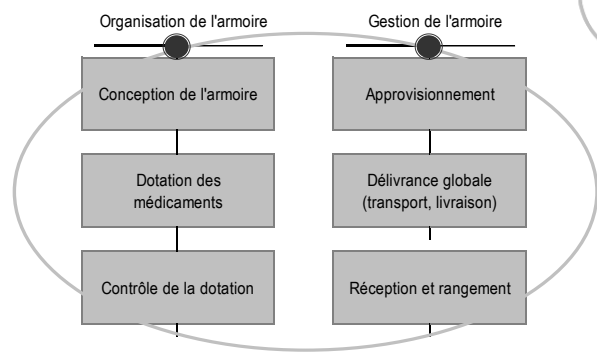 Organisation de l'armoire
Conception de l'armoire
Dotation des
médicaments
Contrôle de la dotation
Gestion de l'armoire
Approvisionnement
Délivrance globale
(transport, livraison)
Réception et rangement